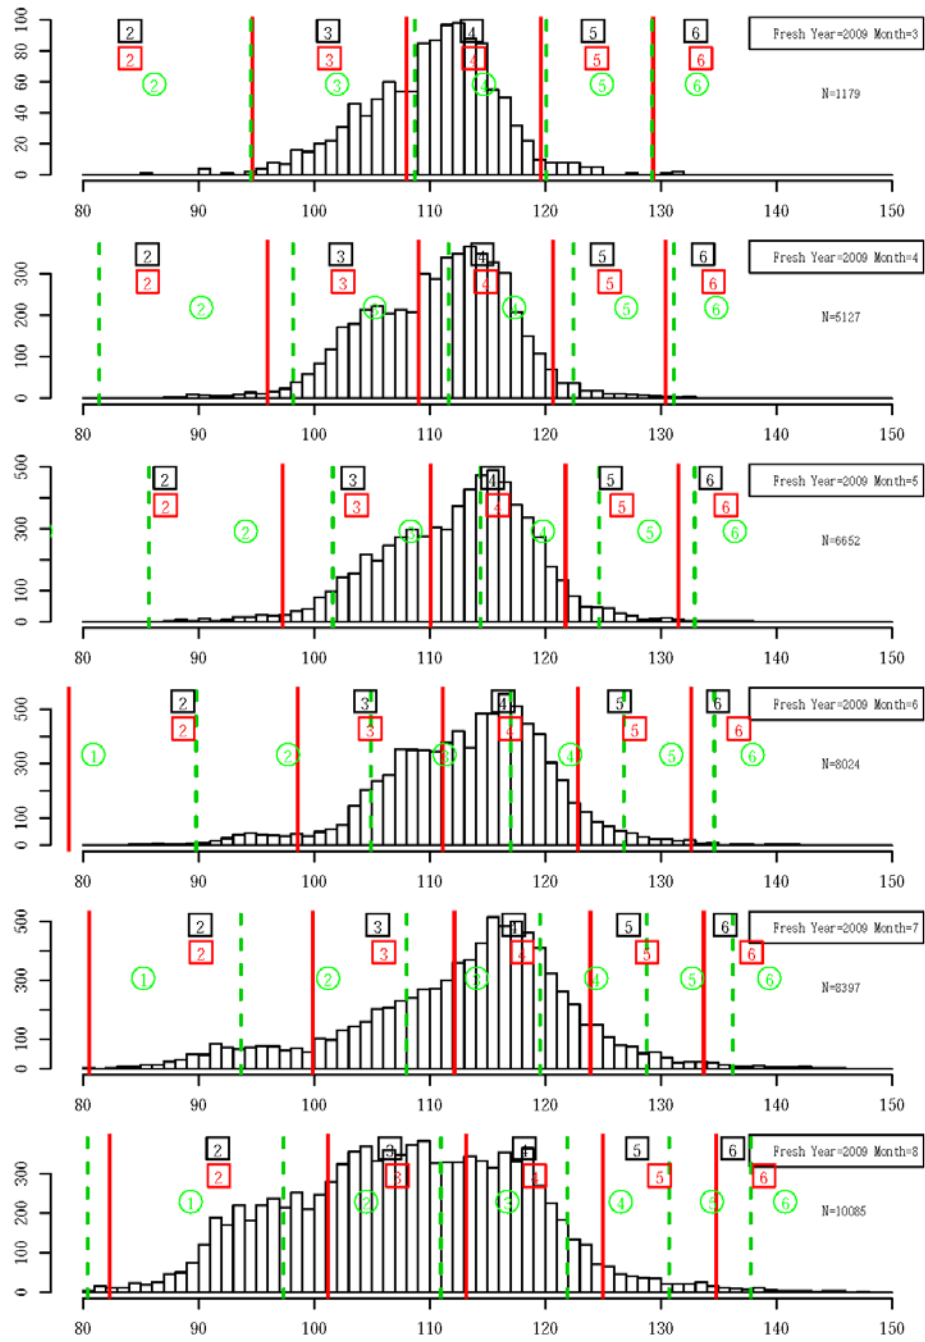 100
2 3 4 5 6 Fresh Year=2009 Month=3
80
2 3 4 5 6
60
2 3 4 5 6
N=1179
40
20
0
80 90 100 110 120 130 140 150
2 3 4 5 6 Fresh Year=2009 Month=4
300
2 3 4 5 6
200
2 3 4 5 6
N=5127
100
0
80 90 100 110 120 130 140 150
500
2 3 4 5 6 Fresh Year=2009 Month=5
2 3 4 5 6
300
2 3 4 5 6
N=6652
100
0
80 90 100 110 120 130 140 150
500
2 3 4 5 6 Fresh Year=2009 Month=6
2 3 4 5 6
300
1 2 3 4 5 6
N=8024
100
0
80 90 100 110 120 130 140 150
500
2 3 4 5 6 Fresh Year=2009 Month=7
2 3 4 5 6
300
1 2 3 4 5 6
N=8397
100
0
80 90 100 110 120 130 140 150
400
2 3 4 5 6 Fresh Year=2009 Month=8
300
2 3 4 5 6
200
1 2 3 4 5 6
N=10085
100
0
80 90 100 110 120 130 140 150